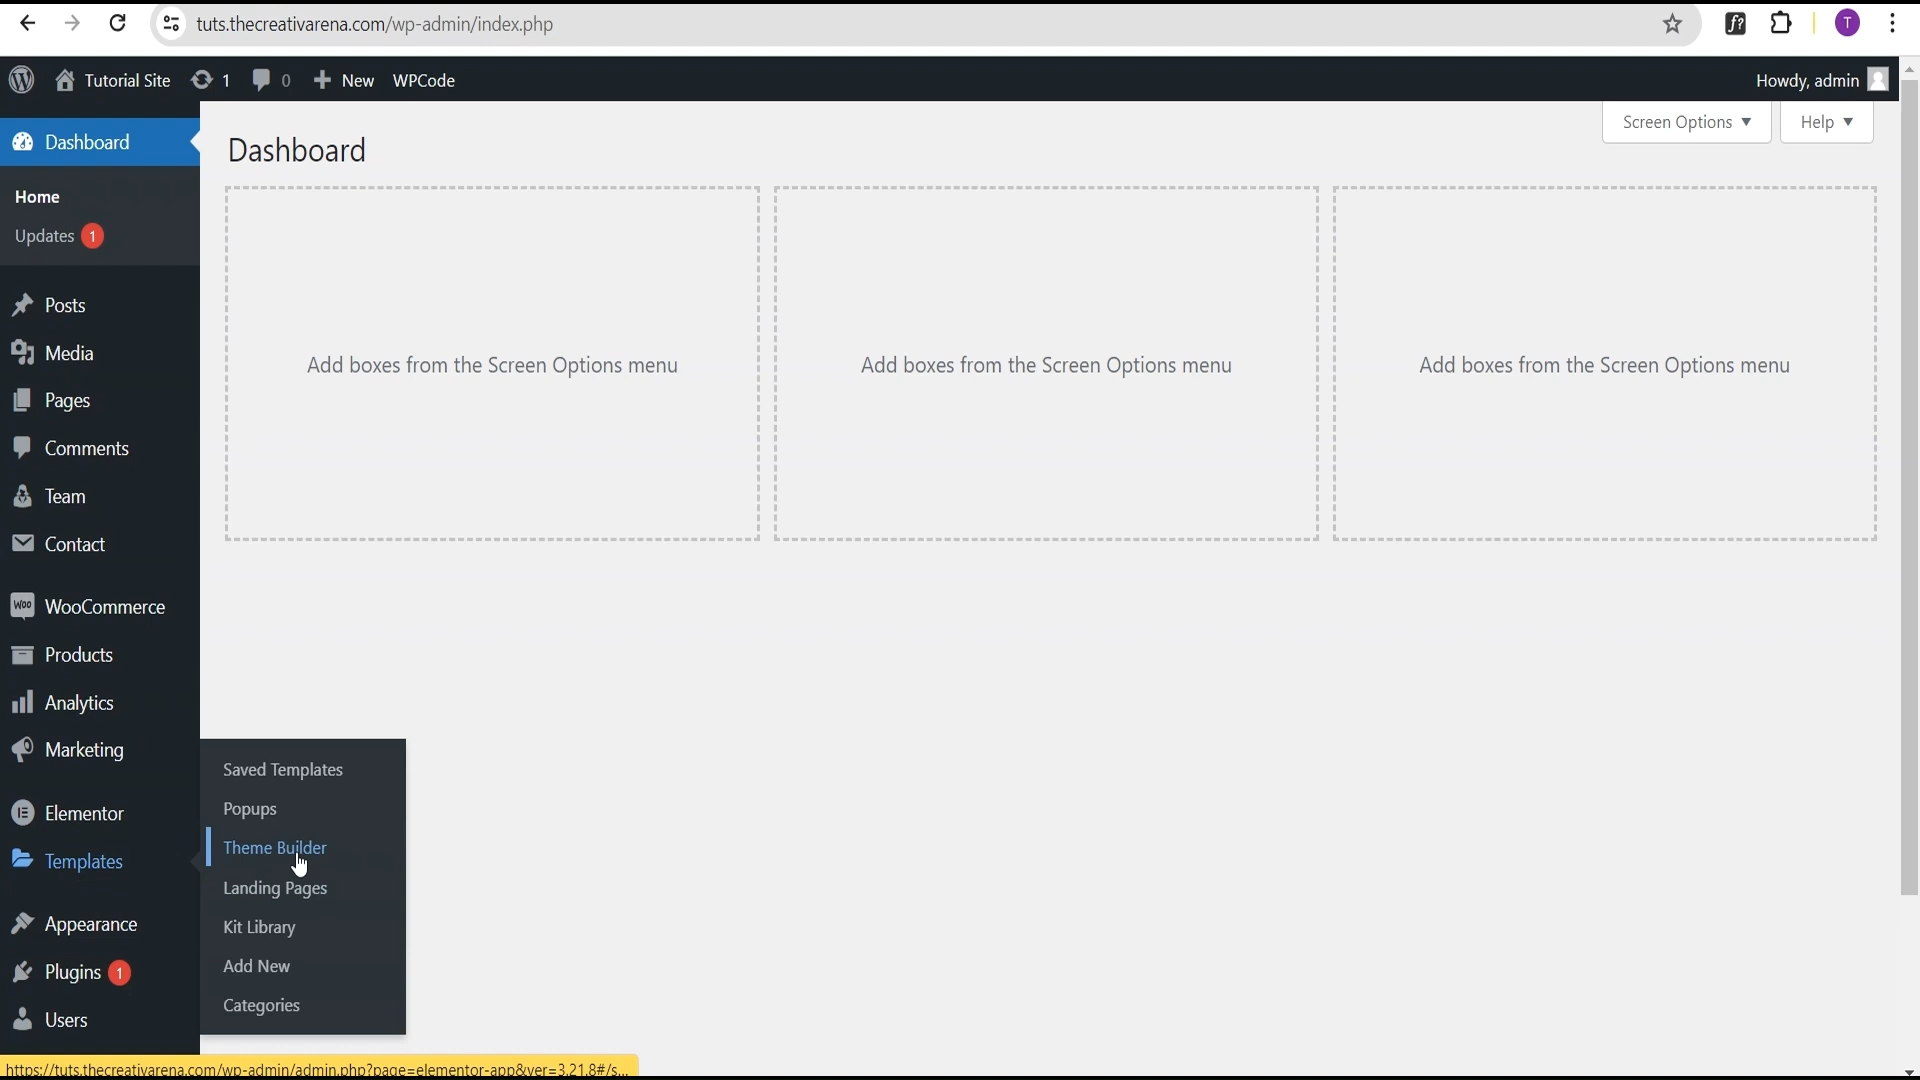 tuts.thecreativarena.com/wp-admin/index.php
f?
T
Tutorial Site
1
0
New
WPCode
Howdy, admin
Dashboard
Home
Updates 1
Posts
Media
Pages
Comments
Team
Contact
Woo WooCommerce
Products
Analytics
Marketing
Elementor
Templates
Appearance
Plugins 1
Users
Dashboard
Screen Options
Help
Add boxes from the Screen Options menu
Add boxes from the Screen Options menu
Add boxes from the Screen Options menu
Saved Templates
Popups
Theme Builder
Landing Pages
Kit Library
Add New
Categories
https://tuts.thecreativarena.com/wp-admin/admin.php?page=elementor-app&ver=3.21.8#/s...